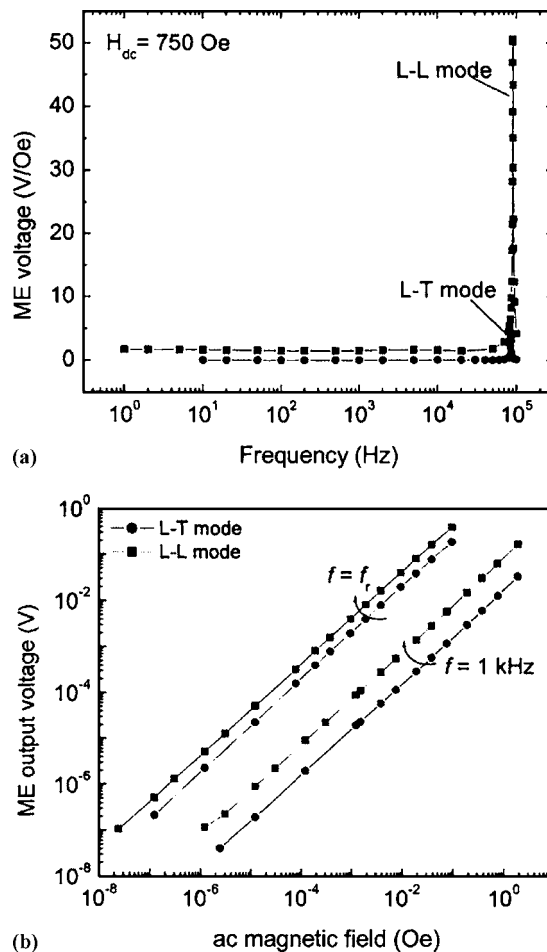 H_dc = 750 Oe
50
40
30
20
10
0
ME voltage (V/Oe)
L-L mode
L-T mode
10^0 10^1 10^2 10^3 10^4 10^5
Frequency (Hz)
(a)
10^0
10^-2
10^-4
10^-6
10^-8
ME output voltage (V)
L-T mode
L-L mode
f = f_r
f = 1 kHz
10^-8 10^-6 10^-4 10^-2 10^0
ac magnetic field (Oe)
(b)